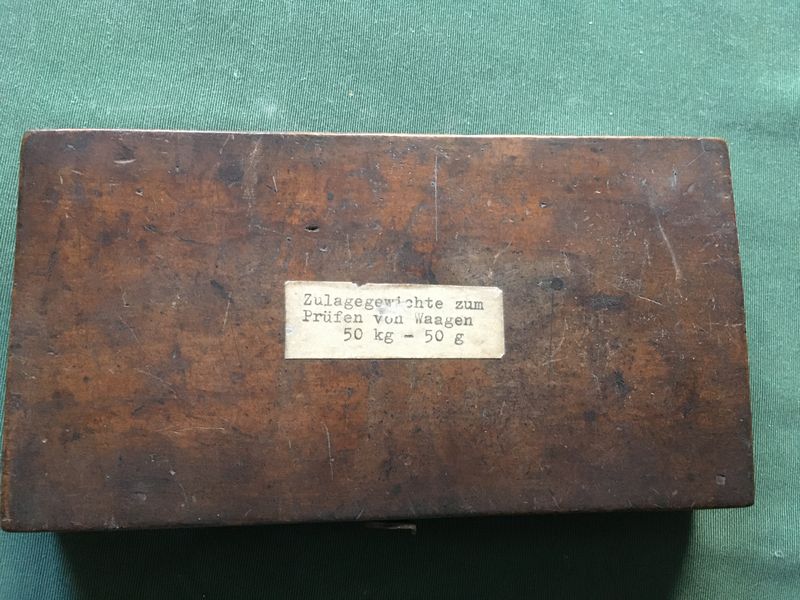 Zulagegewichte zum
Prüfen von Waagen
50 kg - 50 g